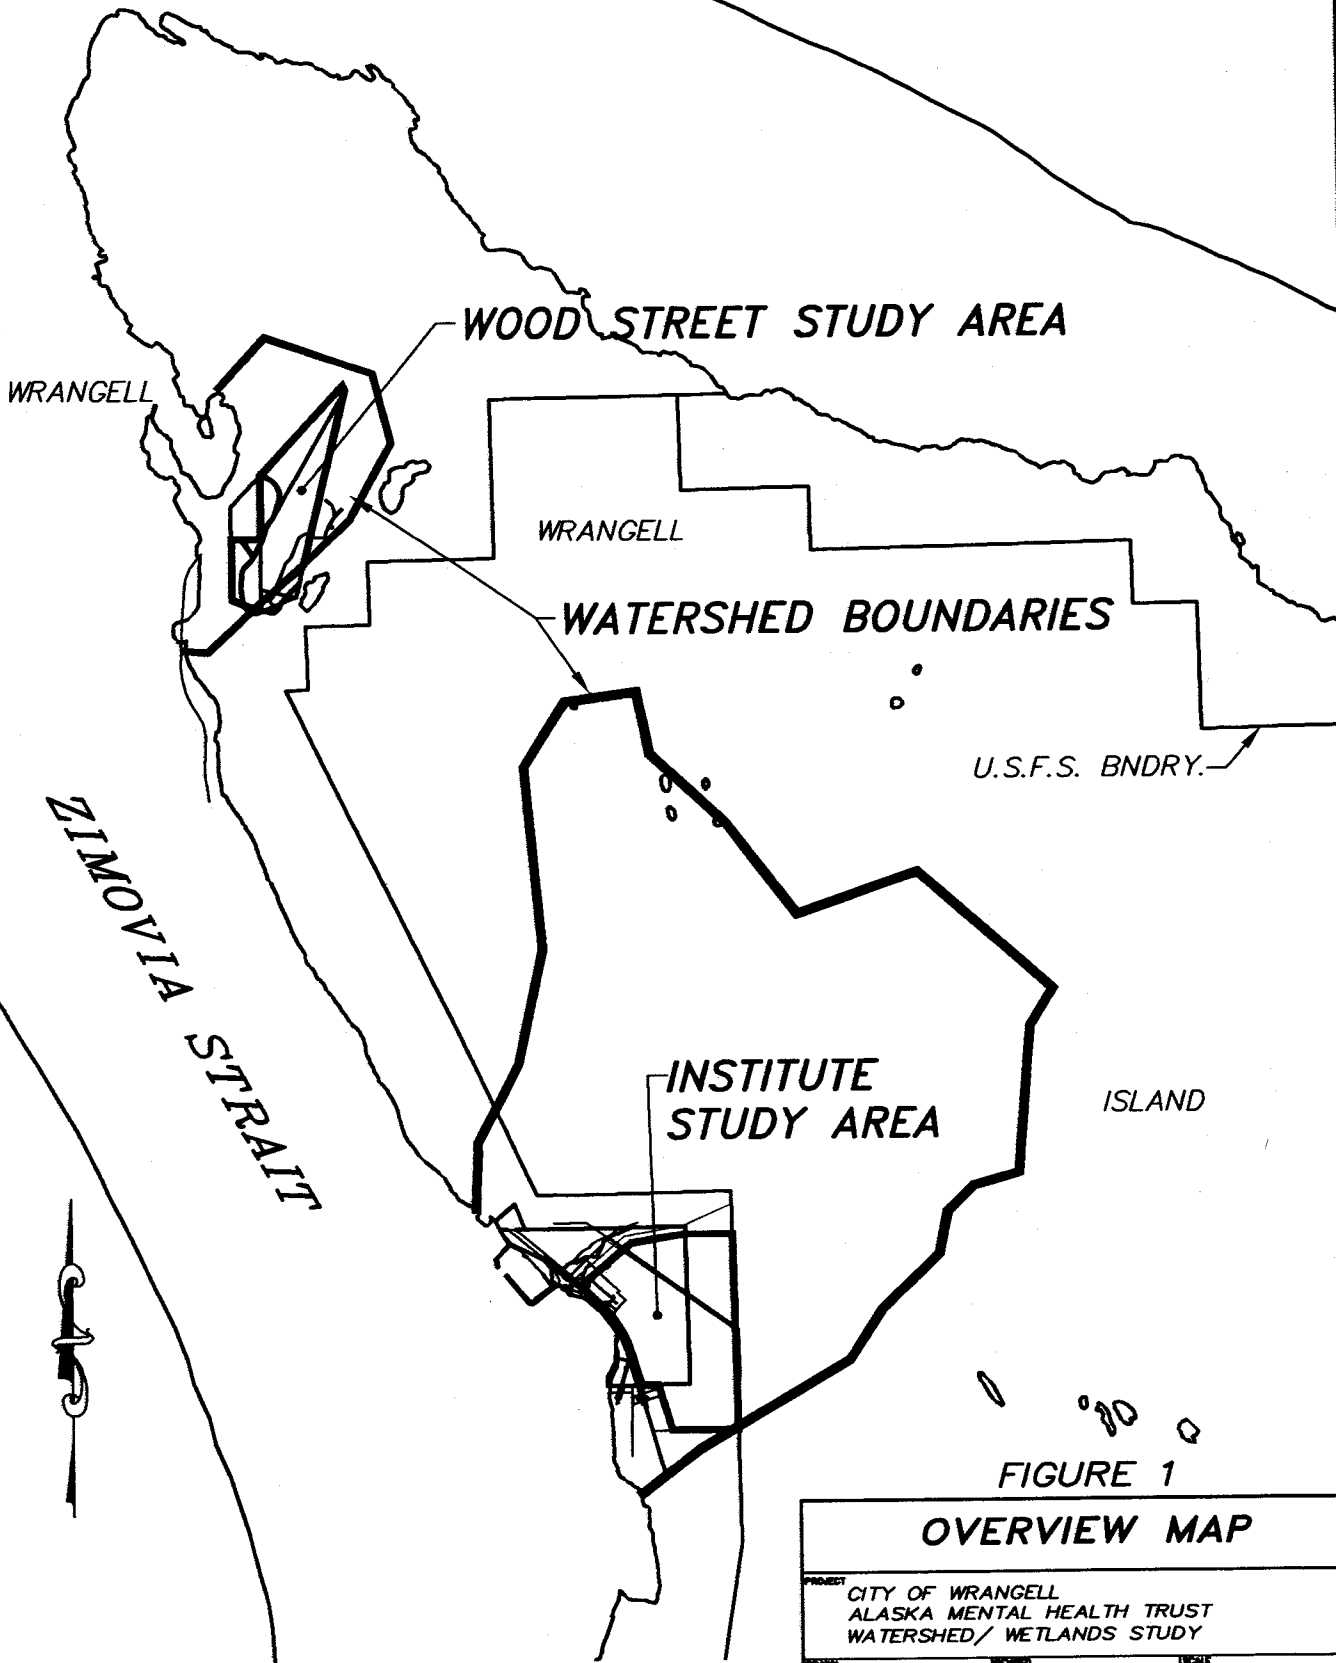 WOOD STREET STUDY AREA
WRANGELL
WRANGELL
WATERSHED BOUNDARIES
U.S.F.S. BNDRY.
ZIMOVIA STRAIT
INSTITUTE
STUDY AREA
ISLAND
FIGURE 1
OVERVIEW MAP
PROJECT
CITY OF WRANGELL
ALASKA MENTAL HEALTH TRUST
WATERSHED/ WETLANDS STUDY